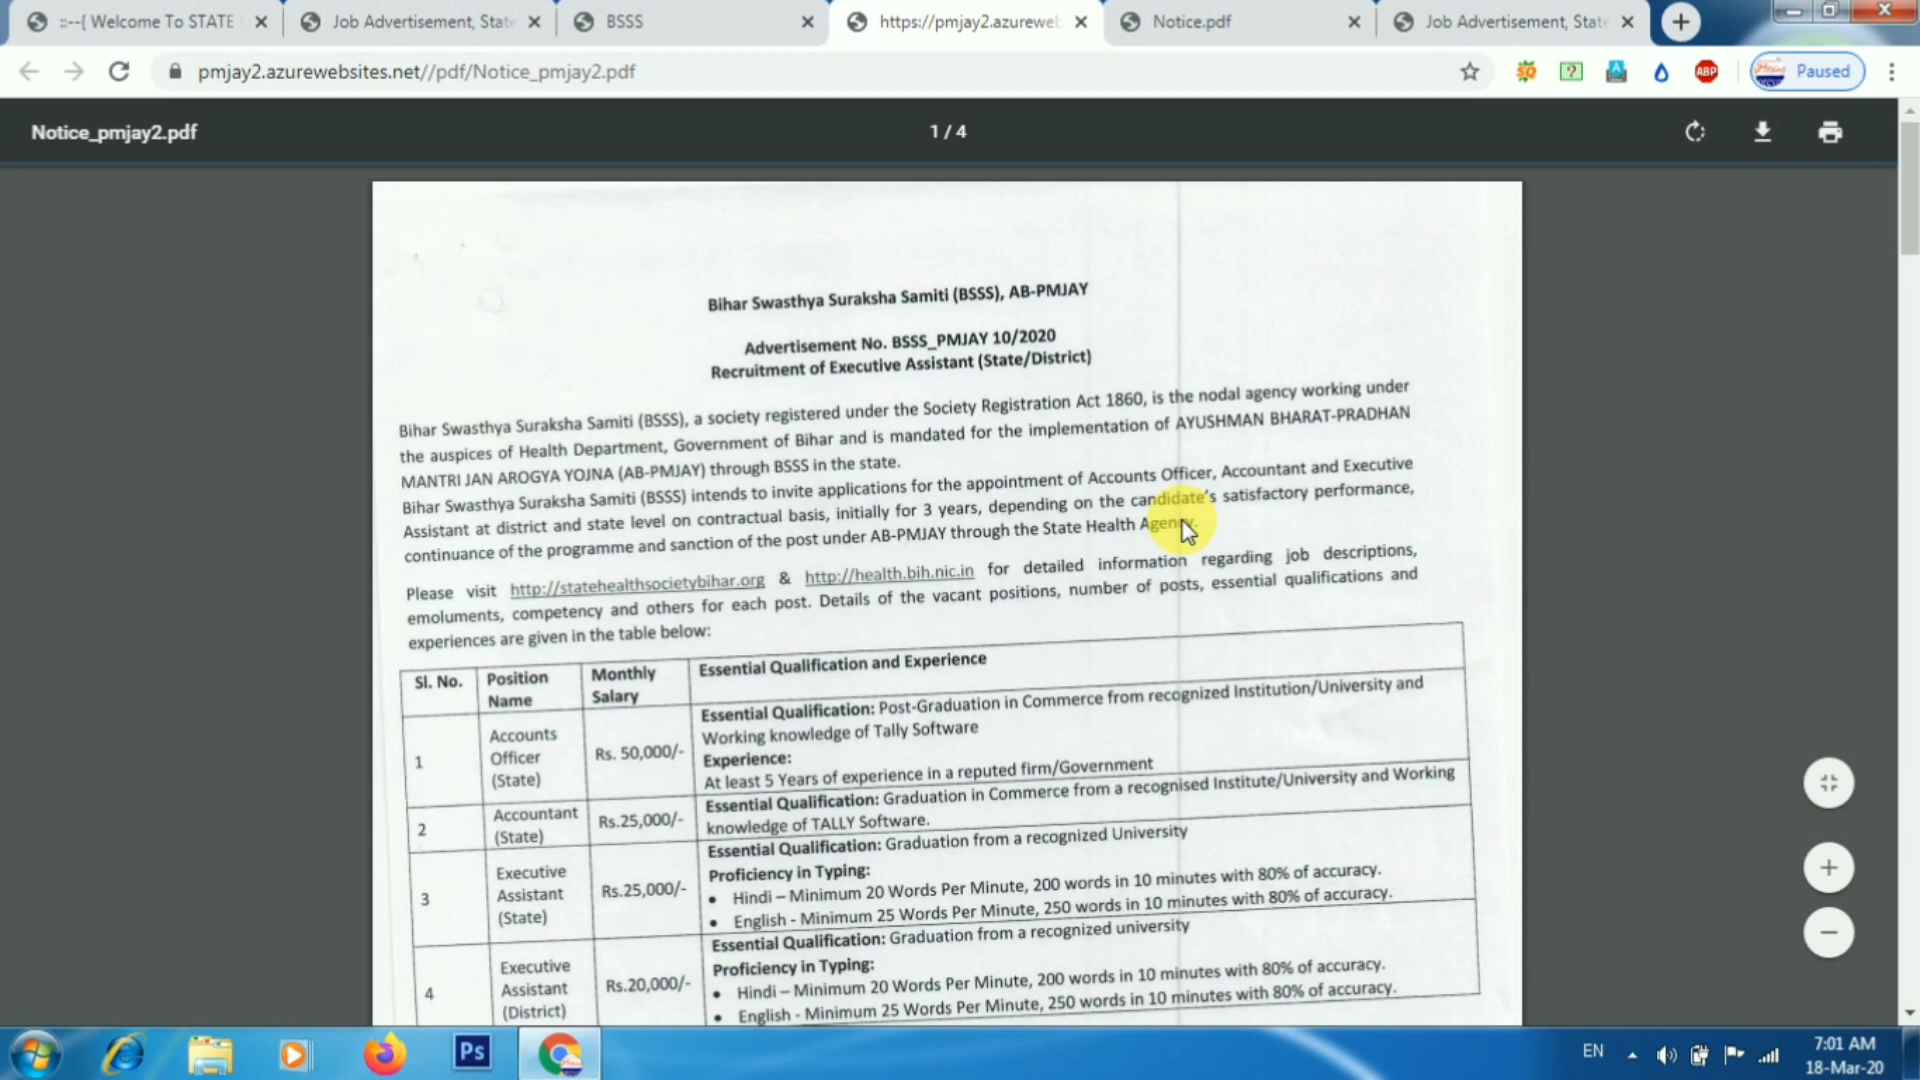 ::--{ Welcome To STATE
Job Advertisement, State
BSSS
https://pmjay2.azureweb
Notice.pdf
Job Advertisement, State
pmjay2.azurewebsites.net//pdf/Notice_pmjay2.pdf
ABP
Paused
Notice_pmjay2.pdf
1 / 4
Bihar Swasthya Suraksha Samiti (BSSS), AB-PMJAY
Advertisement No. BSSS_PMJAY 10/2020
Recruitment of Executive Assistant (State/District)
Bihar Swasthya Suraksha Samiti (BSSS), a society registered under the Society Registration Act 1860, is the nodal agency working under
the auspices of Health Department, Government of Bihar and is mandated for the implementation of AYUSHMAN BHARAT-PRADHAN
MANTRI JAN AROGYA YOJNA (AB-PMJAY) through BSSS in the state.
Bihar Swasthya Suraksha Samiti (BSSS) intends to invite applications for the appointment of Accounts Officer, Accountant and Executive
Assistant at district and state level on contractual basis, initially for 3 years, depending on the candidate's satisfactory performance,
continuance of the programme and sanction of the post under AB-PMJAY through the State Health Agency.
Please visit http://statehealthsocietybihar.org & http://health.bih.nic.in for detailed information regarding job descriptions,
emoluments, competency and others for each post. Details of the vacant positions, number of posts, essential qualifications and
experiences are given in the table below:
Sl. No.
Position
Name
Monthly
Salary
Essential Qualification and Experience
1
Accounts
Officer
(State)
Rs. 50,000/-
Essential Qualification: Post-Graduation in Commerce from recognized Institution/University and
Working knowledge of Tally Software
Experience:
At least 5 Years of experience in a reputed firm/Government
2
Accountant
(State)
Rs.25,000/-
Essential Qualification: Graduation in Commerce from a recognised Institute/University and Working
knowledge of TALLY Software.
3
Executive
Assistant
(State)
Rs.25,000/-
Essential Qualification: Graduation from a recognized University
Proficiency in Typing:
• Hindi – Minimum 20 Words Per Minute, 200 words in 10 minutes with 80% of accuracy.
• English - Minimum 25 Words Per Minute, 250 words in 10 minutes with 80% of accuracy.
4
Executive
Assistant
(District)
Rs.20,000/-
Essential Qualification: Graduation from a recognized university
Proficiency in Typing:
• Hindi – Minimum 20 Words Per Minute, 200 words in 10 minutes with 80% of accuracy.
• English - Minimum 25 Words Per Minute, 250 words in 10 minutes with 80% of accuracy.
Ps
EN
7:01 AM
18-Mar-20